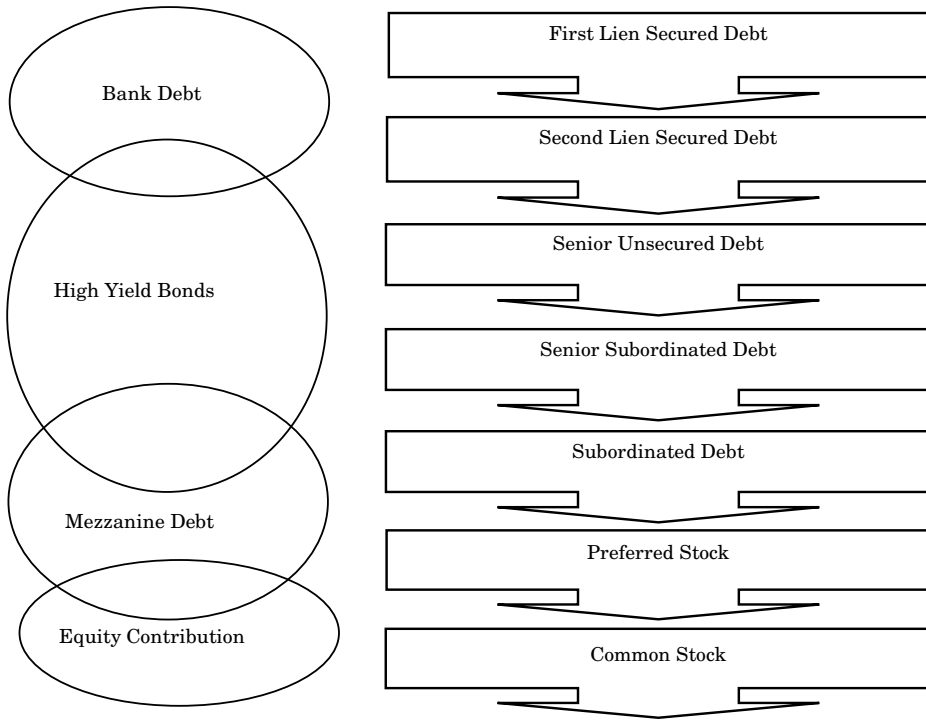 Bank Debt
High Yield Bonds
Mezzanine Debt
Equity Contribution
First Lien Secured Debt
Second Lien Secured Debt
Senior Unsecured Debt
Senior Subordinated Debt
Subordinated Debt
Preferred Stock
Common Stock